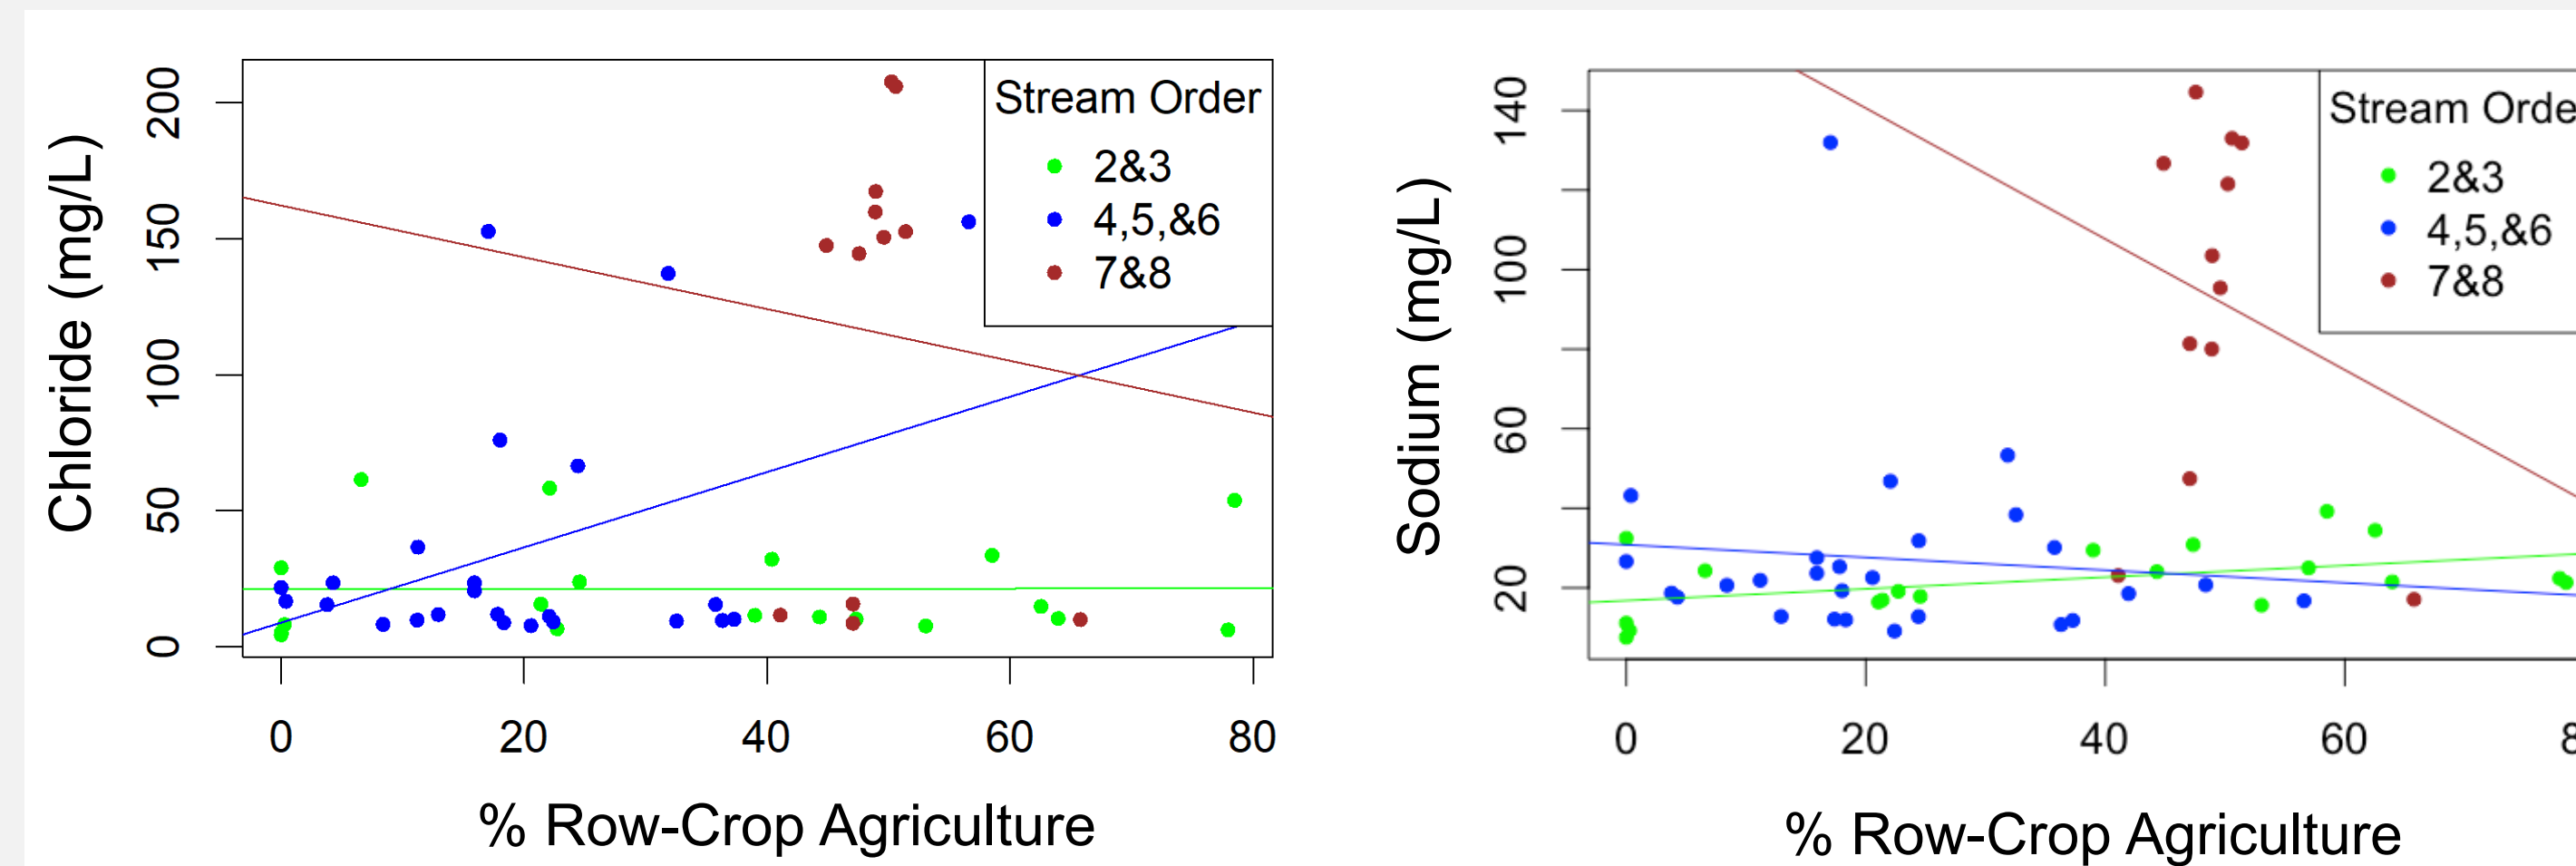 Chloride (mg/L)
200
150
100
50
0
Stream Order
2&3
4,5,&6
7&8
0 20 40 60 80
% Row-Crop Agriculture
Sodium (mg/L)
140
100
60
20
Stream Orde
2&3
4,5,&6
7&8
0 20 40 60 8
% Row-Crop Agriculture